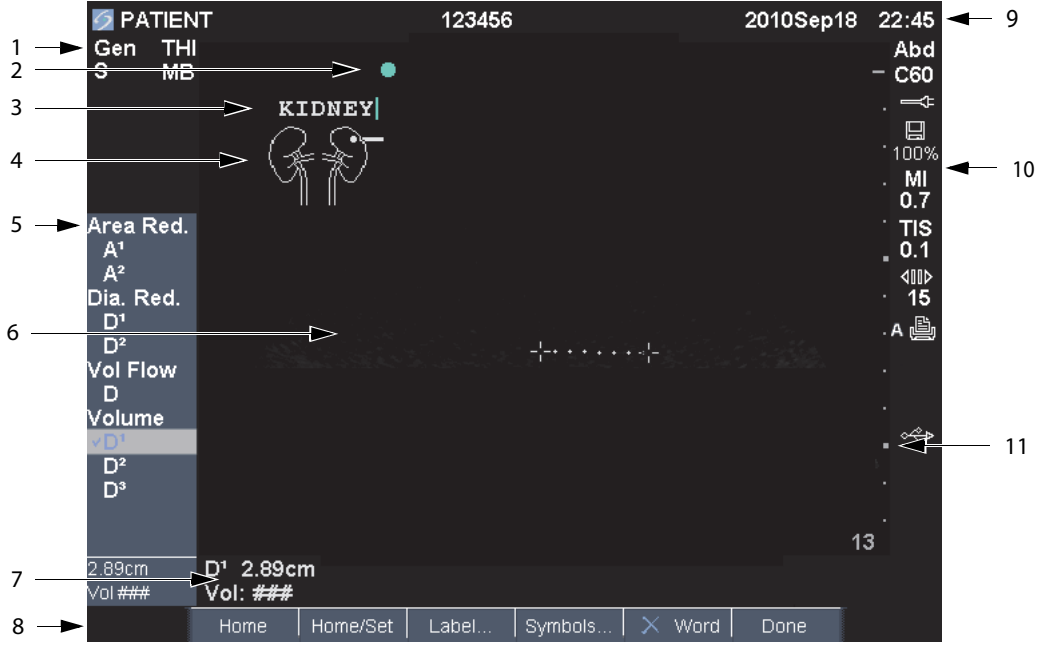 PATIENT 123456 2010Sep18 22:45 9
1 Gen THI Abd
2 S MB C60
3 KIDNEY
4 100% 10
MI
0.7
5 Area Red. TIS
A¹ 0.1
A²
Dia. Red. 15
D¹
6 A
D²
Vol Flow
D
Volume
✓D¹ 11
D²
D³
13
2.89cm D¹ 2.89cm
7
Vol ### Vol: ###
8 Home Home/Set Label... Symbols... X Word Done